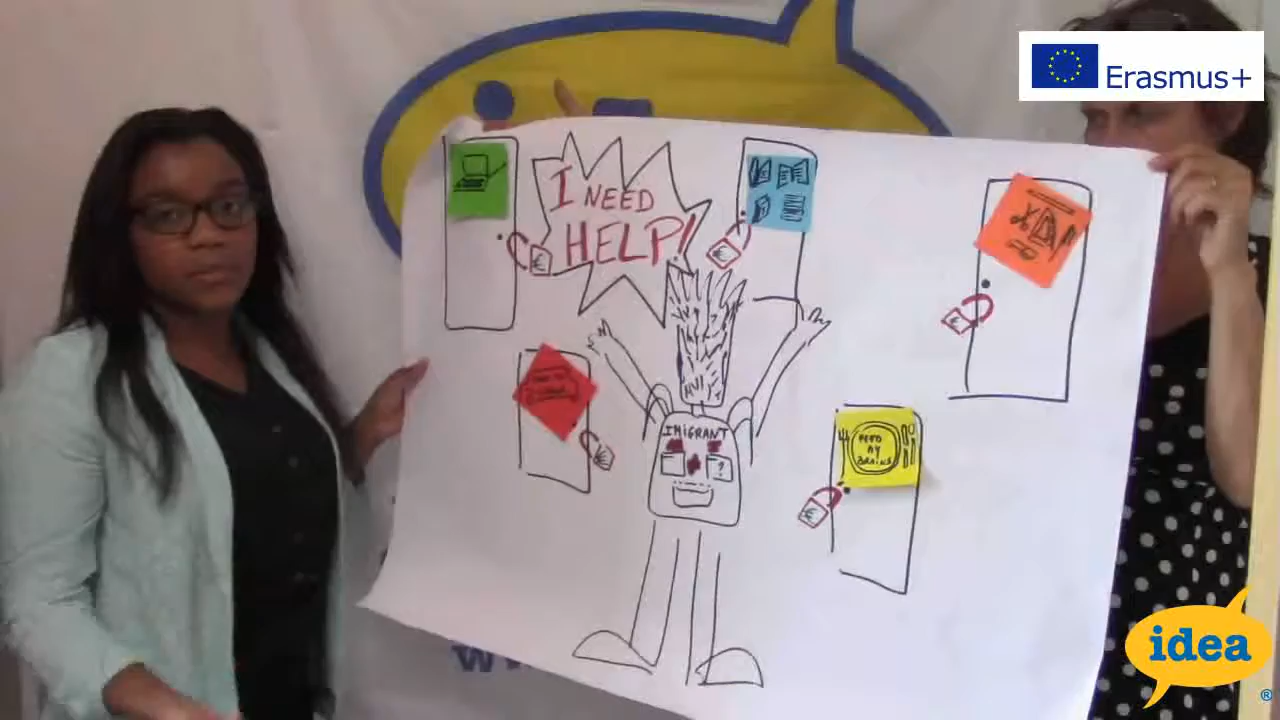 Erasmus+
I NEED
HELP!
IMIGRANT
?
FEED
MY
BRAINS
idea
®